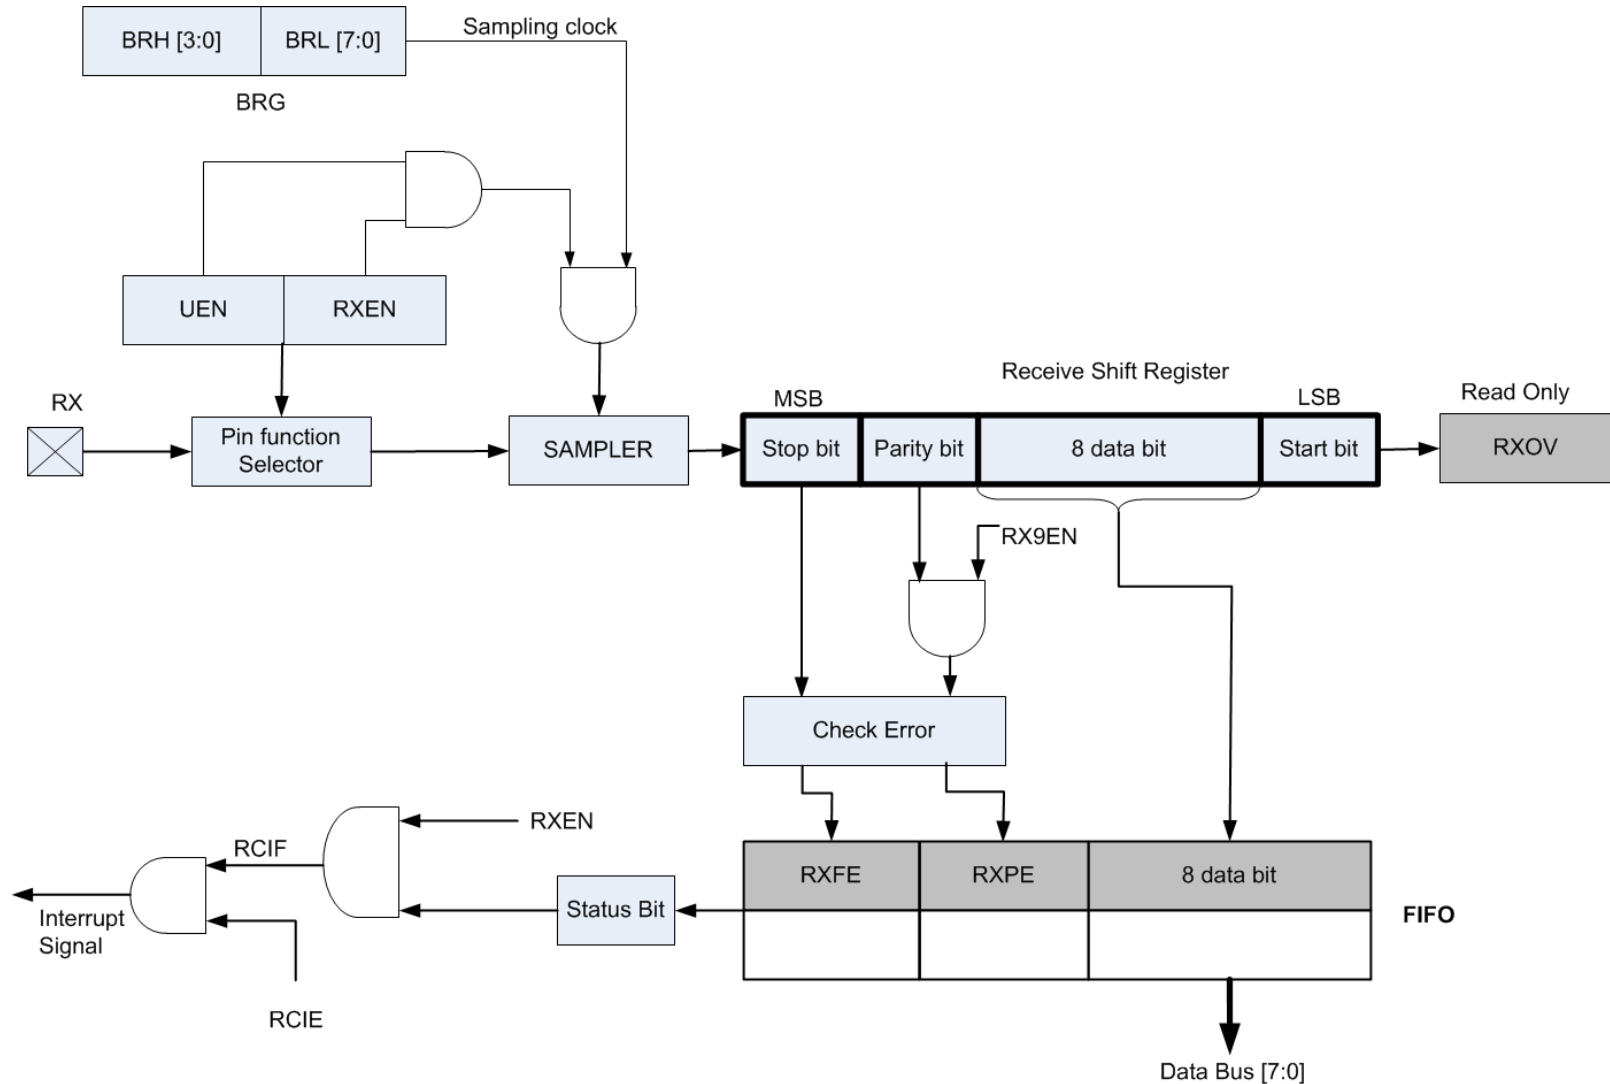 BRH [3:0]
BRL [7:0]
Sampling clock
BRG
UEN
RXEN
Receive Shift Register
RX
MSB
LSB
Read Only
Pin function
Selector
SAMPLER
Stop bit
Parity bit
8 data bit
Start bit
RXOV
RX9EN
Check Error
RXEN
RCIF
RXFE
RXPE
8 data bit
Status Bit
FIFO
Interrupt
Signal
RCIE
Data Bus [7:0]